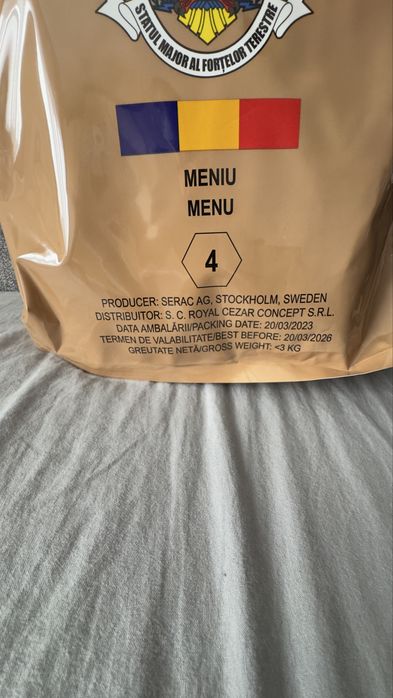 STATUL MAJOR AL FORȚELOR TERESTRE
MENIU
MENU
4
PRODUCER: SERAC AG, STOCKHOLM, SWEDEN
DISTRIBUITOR: S. C. ROYAL CEZAR CONCEPT S.R.L.
DATA AMBALĂRII/PACKING DATE: 20/03/2023
TERMEN DE VALABILITATE/BEST BEFORE: 20/03/2026
GREUTATE NETĂ/GROSS WEIGHT: <3 KG